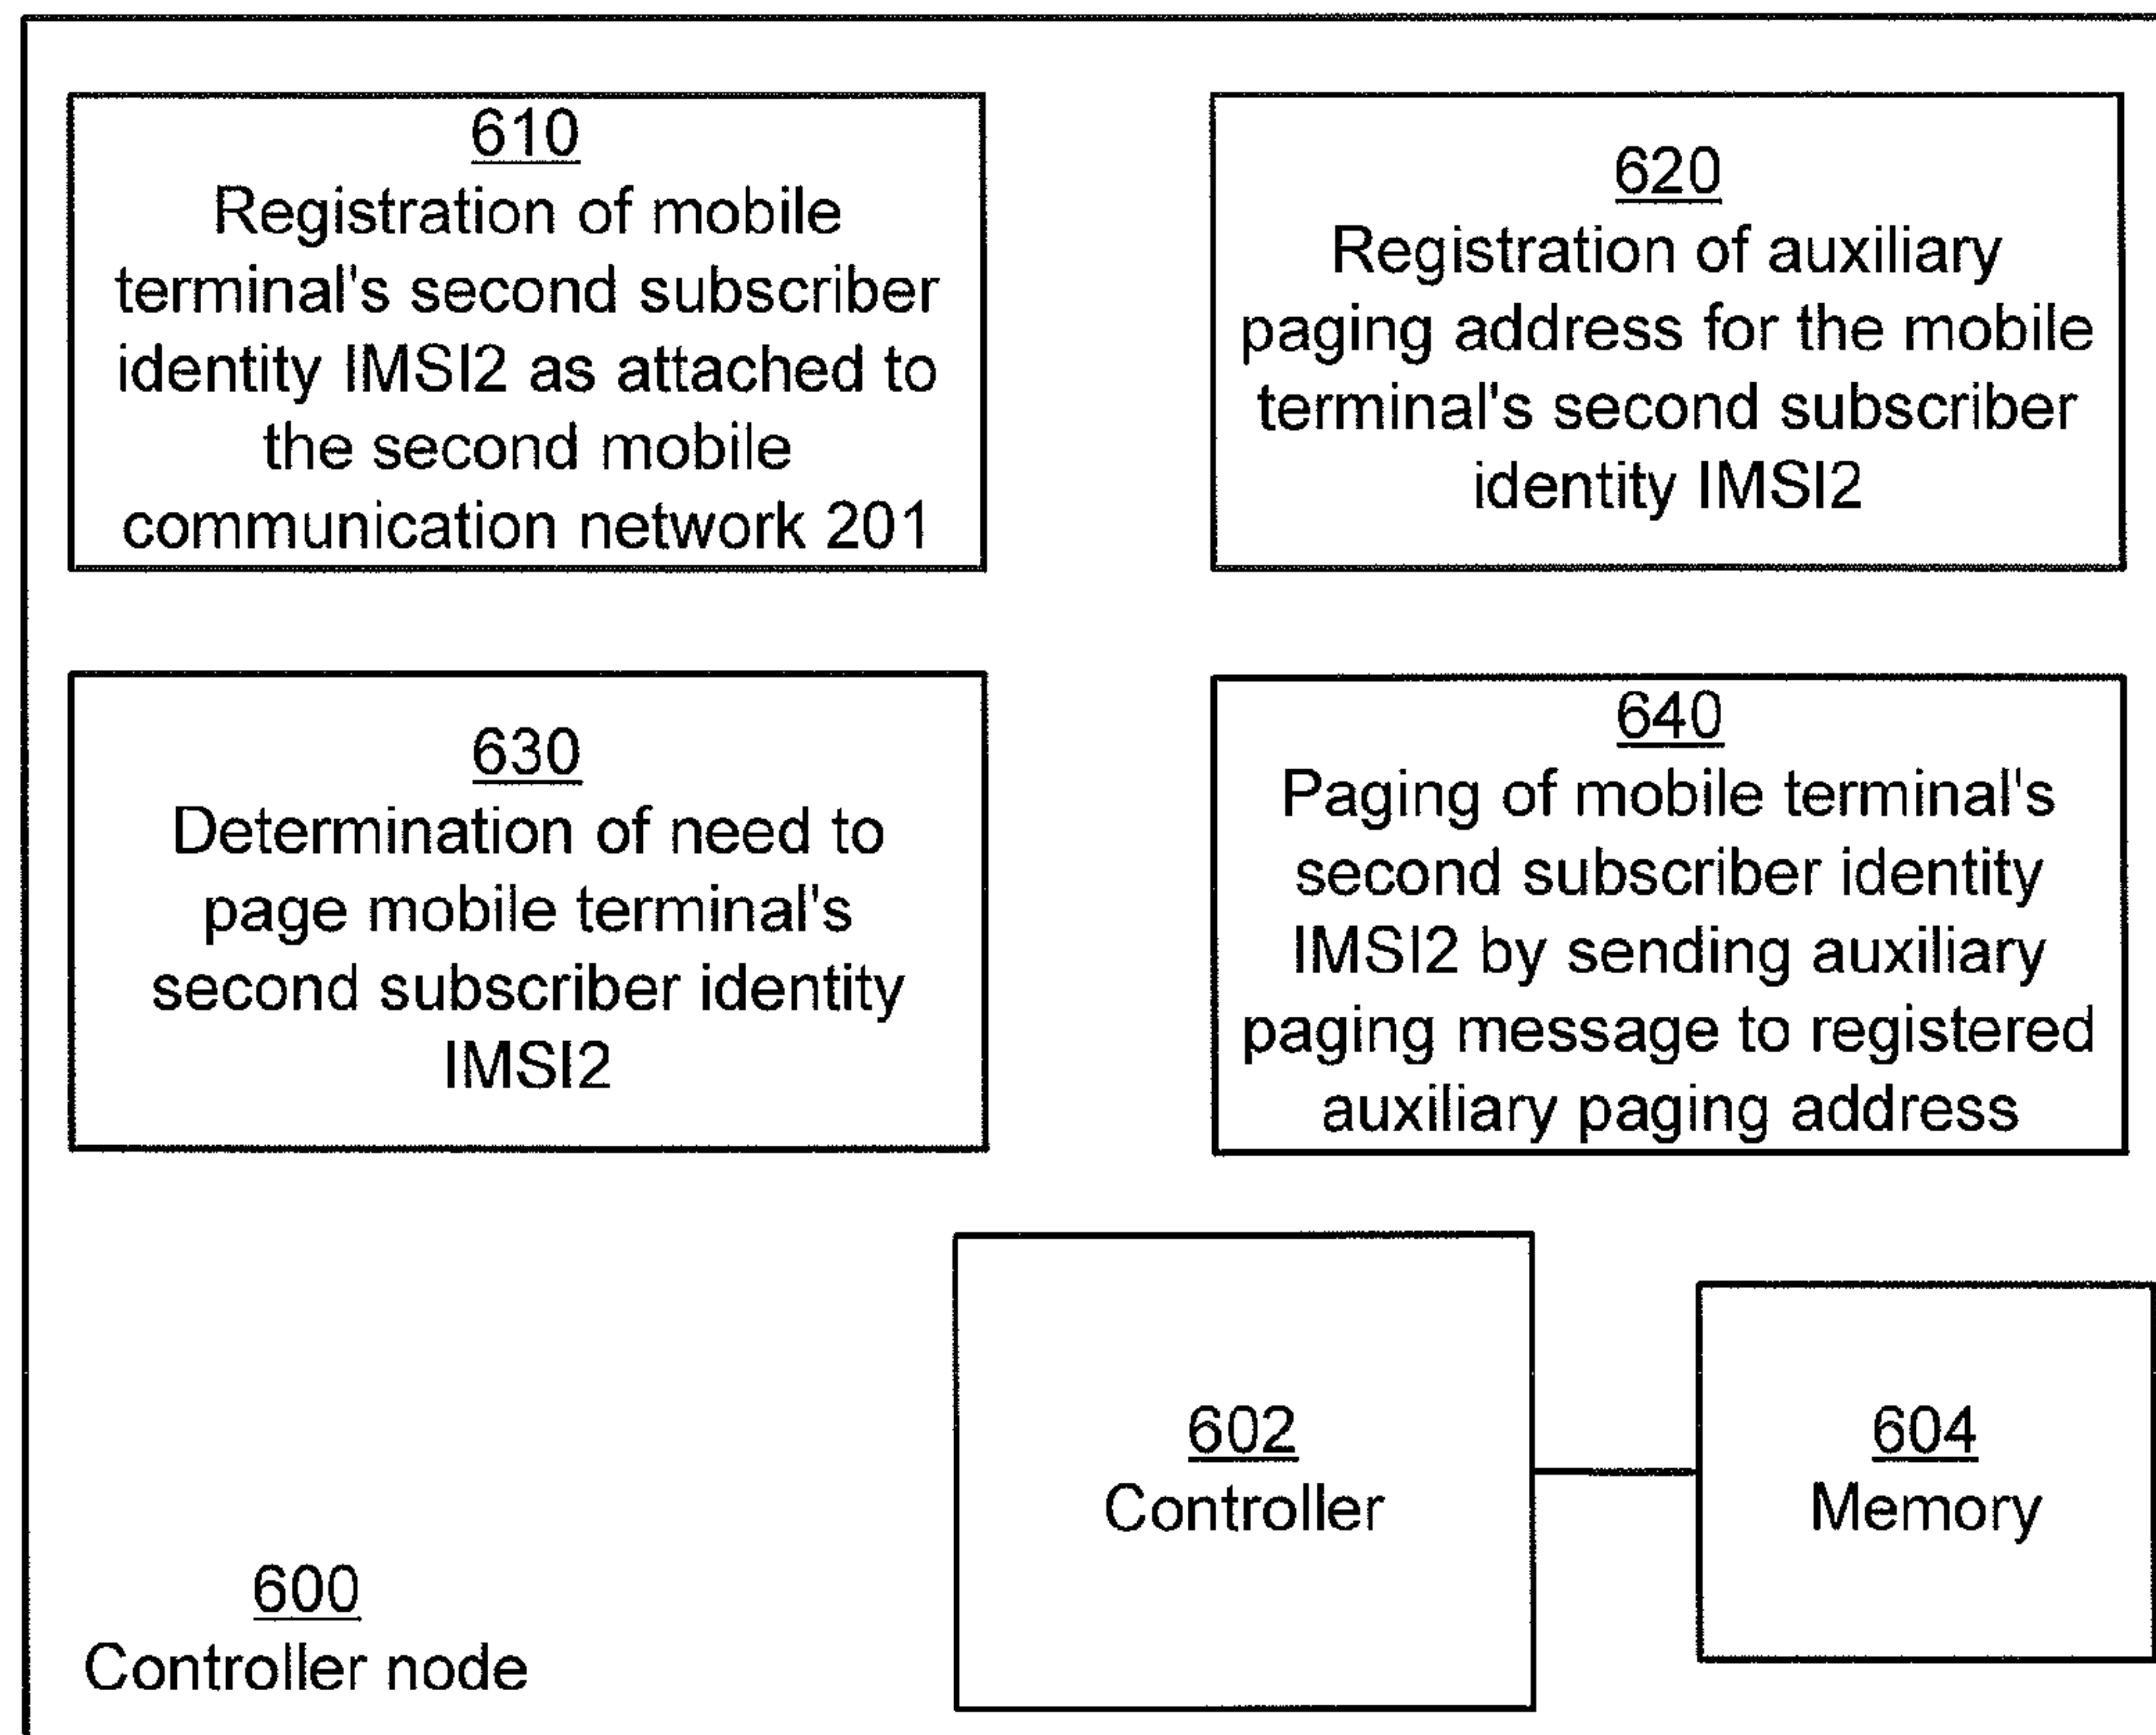 610
Registration of mobile
terminal's second subscriber
identity IMSI2 as attached to
the second mobile
communication network 201
620
Registration of auxiliary
paging address for the mobile
terminal's second subscriber
identity IMSI2
630
Determination of need to
page mobile terminal's
second subscriber identity
IMSI2
640
Paging of mobile terminal's
second subscriber identity
IMSI2 by sending auxiliary
paging message to registered
auxiliary paging address
602
Controller
604
Memory
600
Controller node